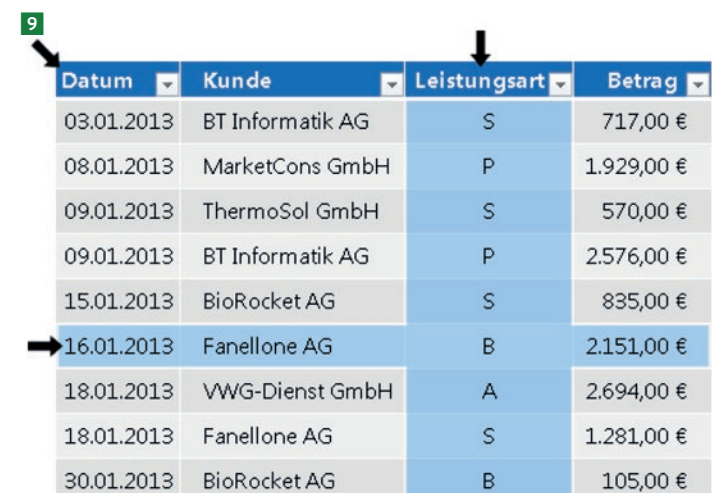 9
Datum Kunde Leistungsart Betrag
03.01.2013 BT Informatik AG S 717,00 €
08.01.2013 MarketCons GmbH P 1.929,00 €
09.01.2013 ThermoSol GmbH S 570,00 €
09.01.2013 BT Informatik AG P 2.576,00 €
15.01.2013 BioRocket AG S 835,00 €
16.01.2013 Fanellone AG B 2.151,00 €
18.01.2013 VWG-Dienst GmbH A 2.694,00 €
18.01.2013 Fanellone AG S 1.281,00 €
30.01.2013 BioRocket AG B 105,00 €